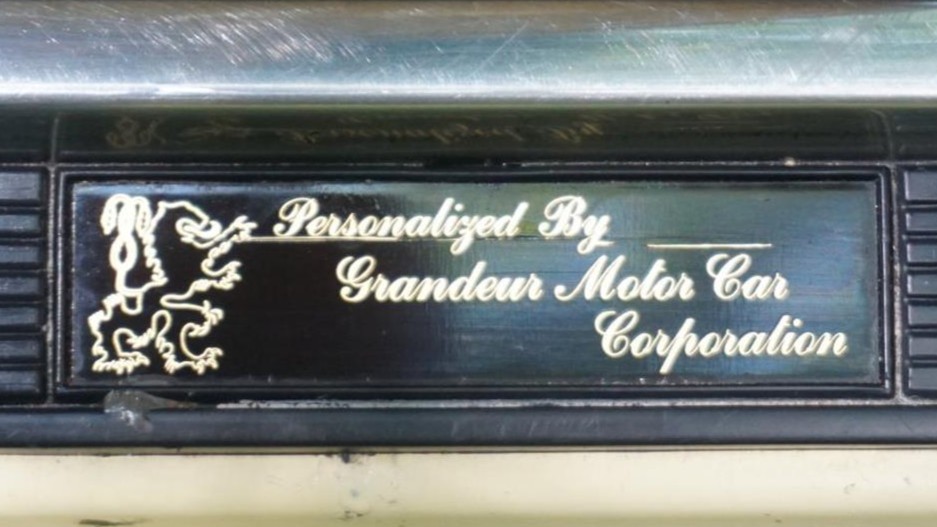 Personalized By
Grandeur Motor Car
Corporation